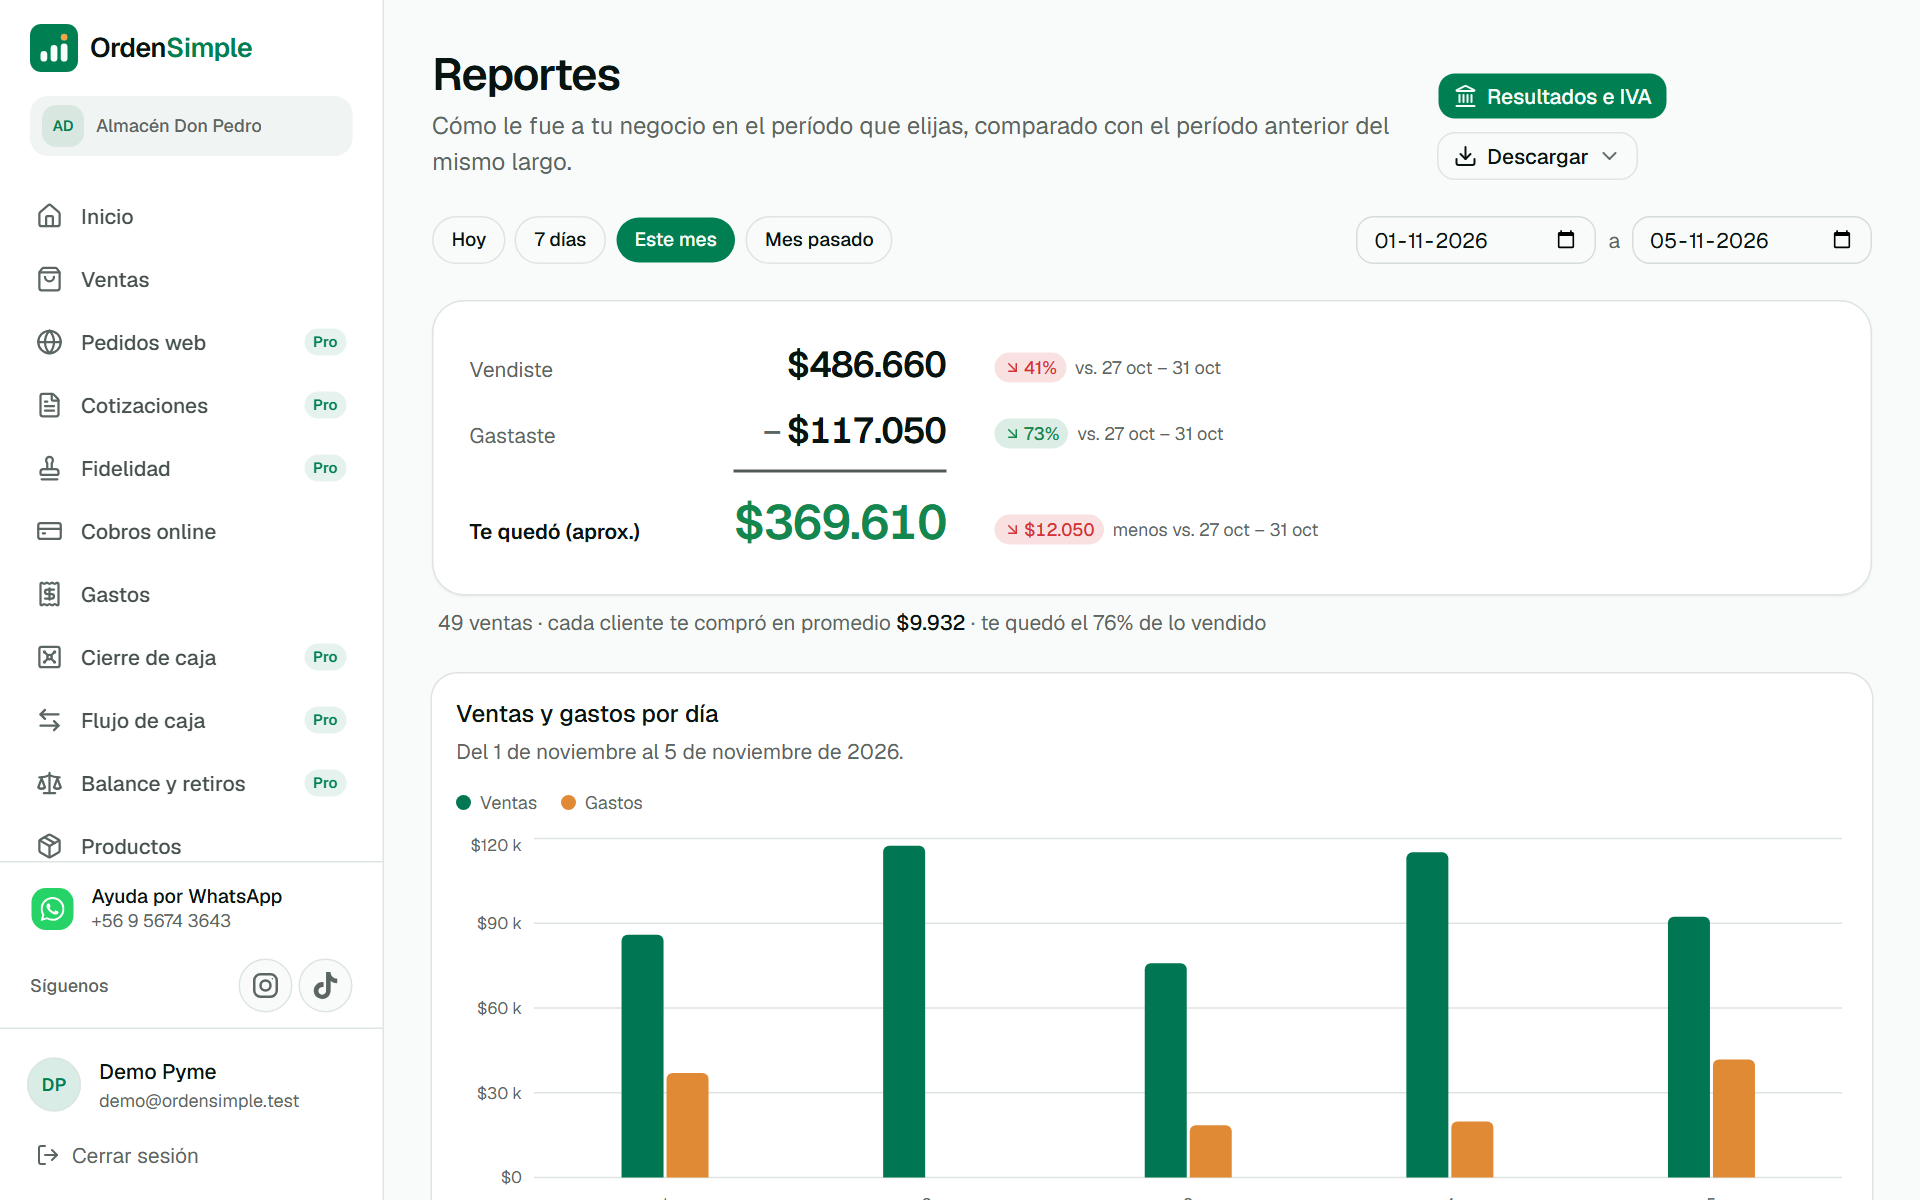 OrdenSimple
AD Almacén Don Pedro
Inicio
Ventas
Pedidos web Pro
Cotizaciones Pro
Fidelidad Pro
Cobros online
Gastos
Cierre de caja Pro
Flujo de caja Pro
Balance y retiros Pro
Productos
Ayuda por WhatsApp
+56 9 5674 3643
Síguenos
DP Demo Pyme
demo@ordensimple.test
Cerrar sesión
Reportes
Cómo le fue a tu negocio en el período que elijas, comparado con el período anterior del
mismo largo.
Resultados e IVA
Descargar
Hoy 7 días Este mes Mes pasado
01-11-2026 a 05-11-2026
Vendiste $486.660 41% vs. 27 oct – 31 oct
Gastaste – $117.050 73% vs. 27 oct – 31 oct
Te quedó (aprox.) $369.610 $12.050 menos vs. 27 oct – 31 oct
49 ventas · cada cliente te compró en promedio $9.932 · te quedó el 76% de lo vendido
Ventas y gastos por día
Del 1 de noviembre al 5 de noviembre de 2026.
Ventas Gastos
$120 k
$90 k
$60 k
$30 k
$0